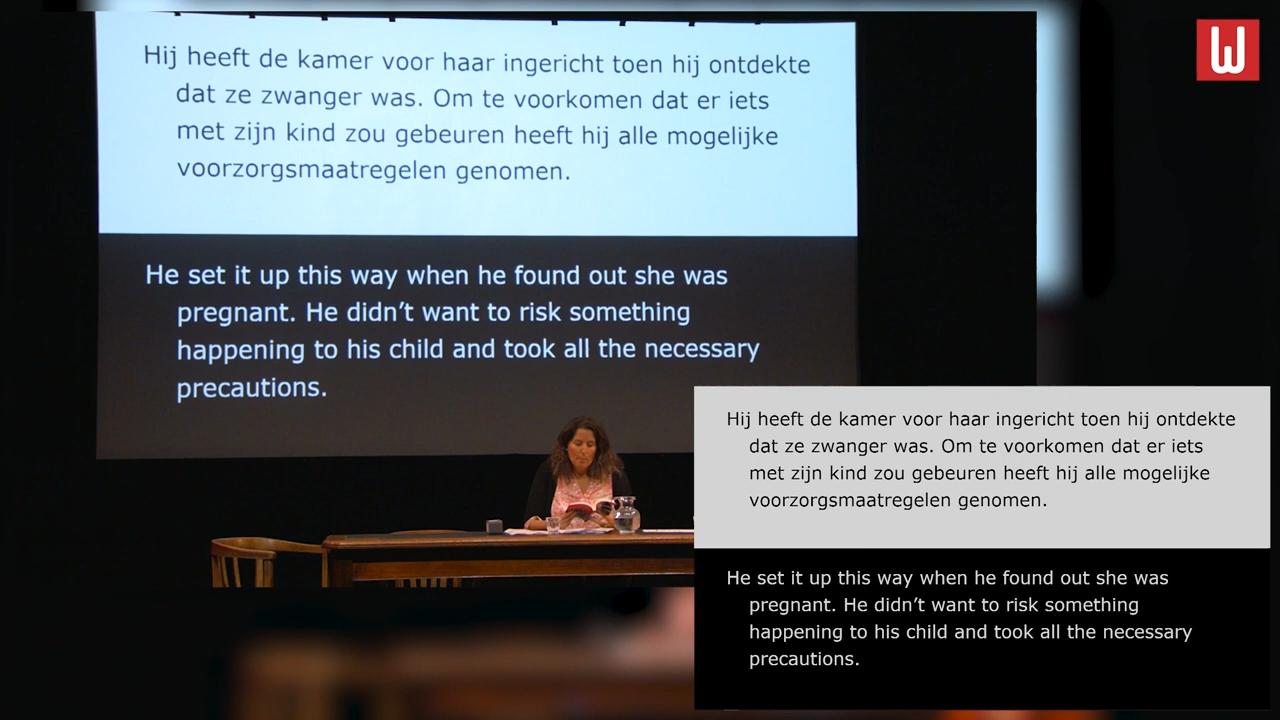 Hij heeft de kamer voor haar ingericht toen hij ontdekte
dat ze zwanger was. Om te voorkomen dat er iets
met zijn kind zou gebeuren heeft hij alle mogelijke
voorzorgsmaatregelen genomen.
He set it up this way when he found out she was
pregnant. He didn’t want to risk something
happening to his child and took all the necessary
precautions.
Hij heeft de kamer voor haar ingericht toen hij ontdekte
dat ze zwanger was. Om te voorkomen dat er iets
met zijn kind zou gebeuren heeft hij alle mogelijke
voorzorgsmaatregelen genomen.
He set it up this way when he found out she was
pregnant. He didn’t want to risk something
happening to his child and took all the necessary
precautions.
W